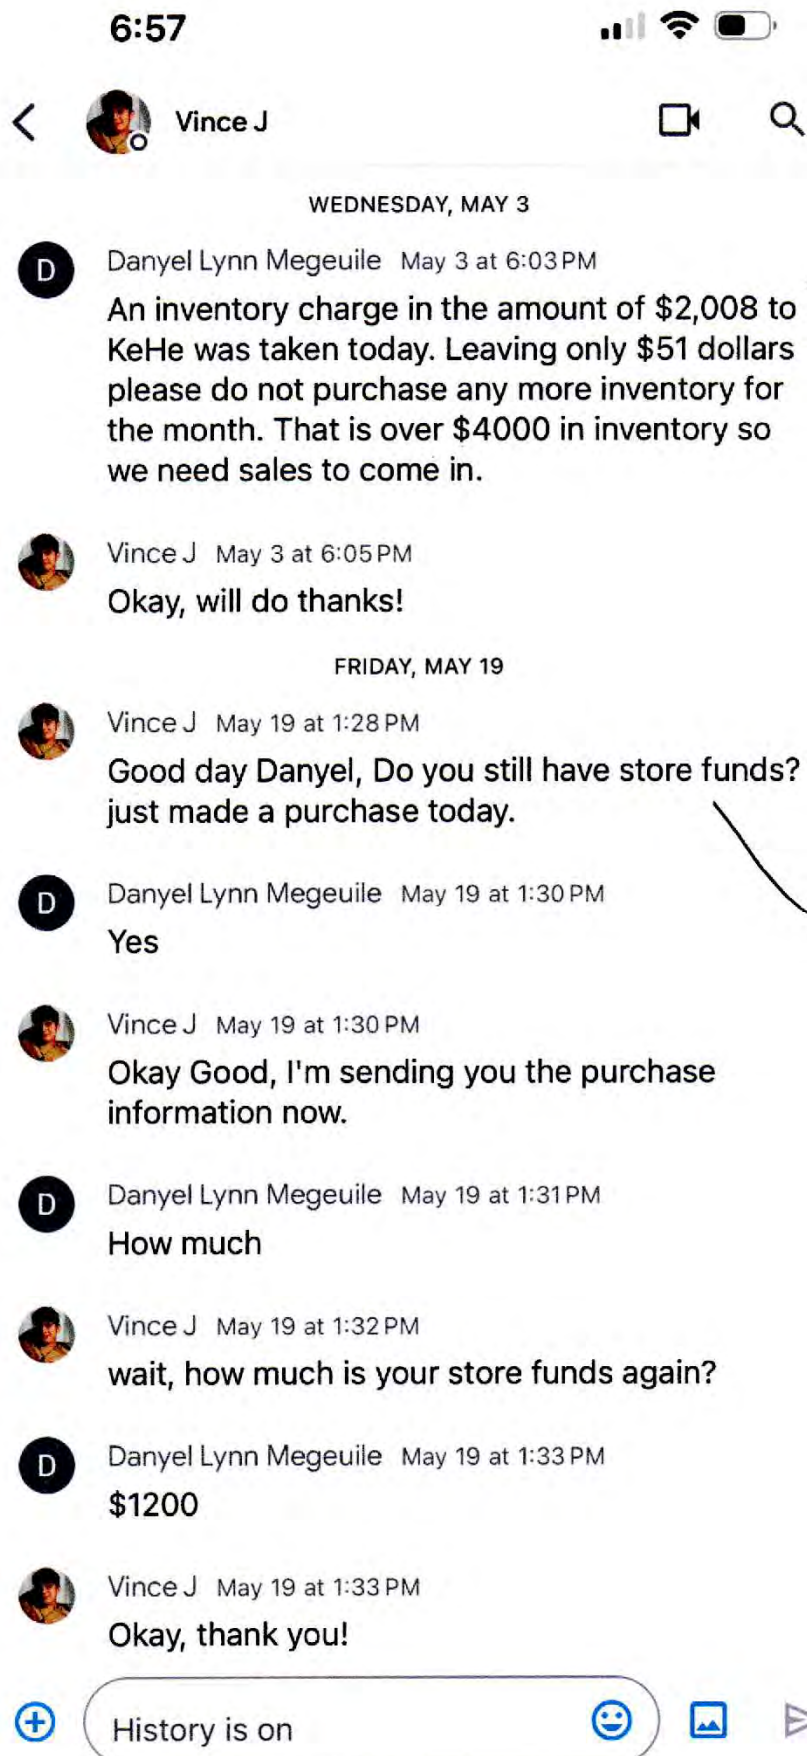 6:57
Vince J
WEDNESDAY, MAY 3
D
Danyel Lynn Megeuile May 3 at 6:03 PM
An inventory charge in the amount of $2,008 to
KeHe was taken today. Leaving only $51 dollars
please do not purchase any more inventory for
the month. That is over $4000 in inventory so
we need sales to come in.
Vince J May 3 at 6:05 PM
Okay, will do thanks!
FRIDAY, MAY 19
Vince J May 19 at 1:28 PM
Good day Danyel, Do you still have store funds?
just made a purchase today.
D
Danyel Lynn Megeuile May 19 at 1:30 PM
Yes
Vince J May 19 at 1:30 PM
Okay Good, I'm sending you the purchase
information now.
D
Danyel Lynn Megeuile May 19 at 1:31 PM
How much
Vince J May 19 at 1:32 PM
wait, how much is your store funds again?
D
Danyel Lynn Megeuile May 19 at 1:33 PM
$1200
Vince J May 19 at 1:33 PM
Okay, thank you!
History is on